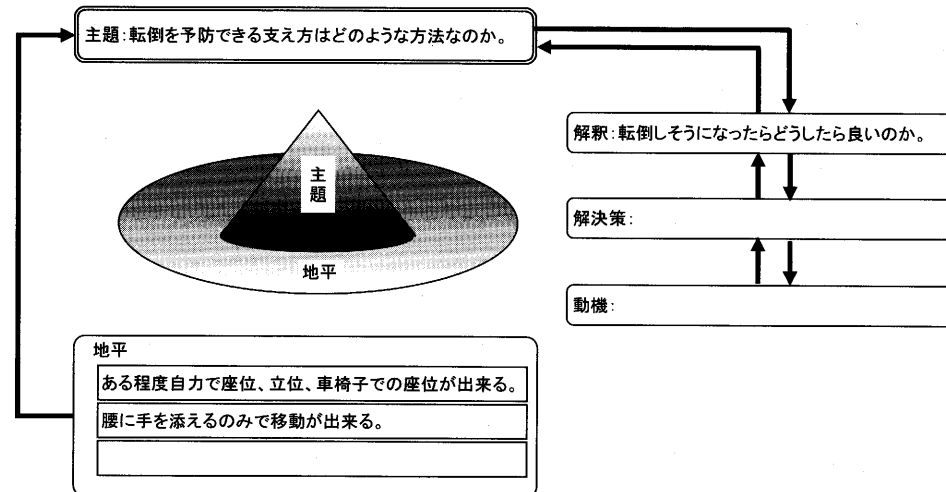 主題:転倒を予防できる支え方はどのような方法なのか。
解釈:転倒しそうになったらどうしたら良いのか。
主題
解決策:
地平
動機:
地平
ある程度自力で座位、立位、車椅子での座位が出来る。
腰に手を添えるのみで移動が出来る。